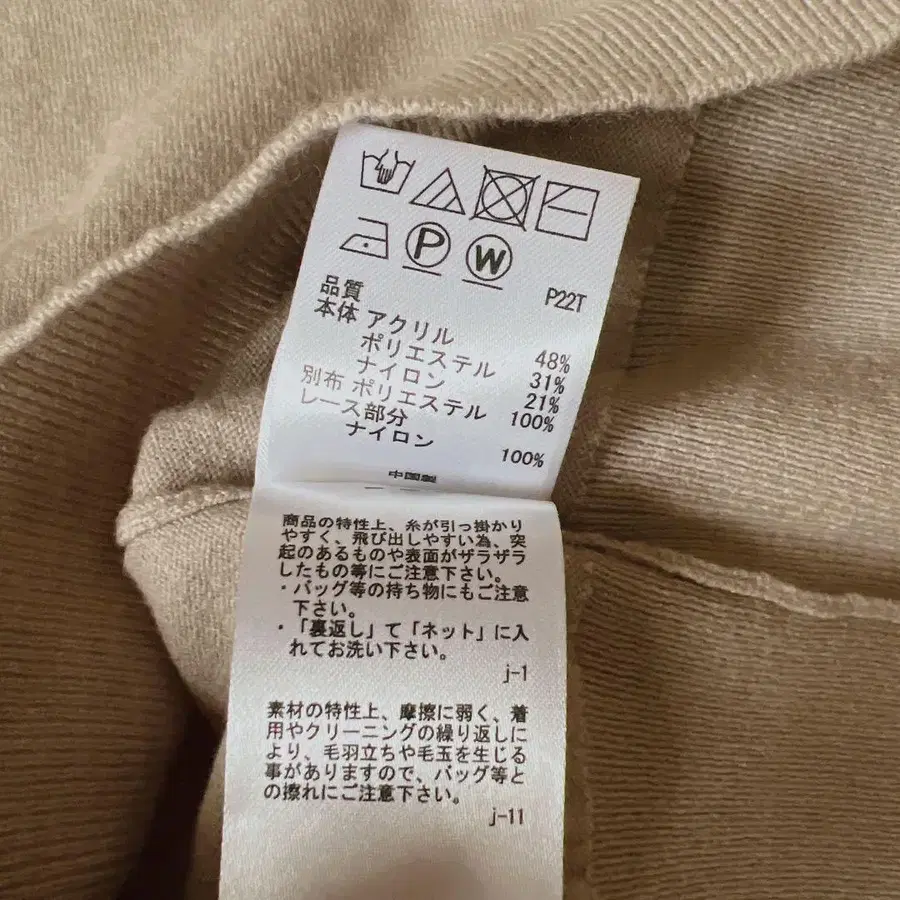 P W
P22T
品質
本体 アクリル 48%
ポリエステル 31%
ナイロン 21%
別布 ポリエステル 100%
レース部分
ナイロン 100%
中国製
商品の特性上、糸が引っ掛かり
やすく、飛び出しやすい為、突
起のあるものや表面がザラザラ
したもの等にご注意下さい。
・バッグ等の持ち物にもご注意
下さい。
・「裏返し」て「ネット」に入
れてお洗い下さい。
j-1
素材の特性上、摩擦に弱く、着
用やクリーニングの繰り返しに
より、毛羽立ちや毛玉を生じる
事がありますので、バッグ等と
の擦れにご注意下さい。
j-11